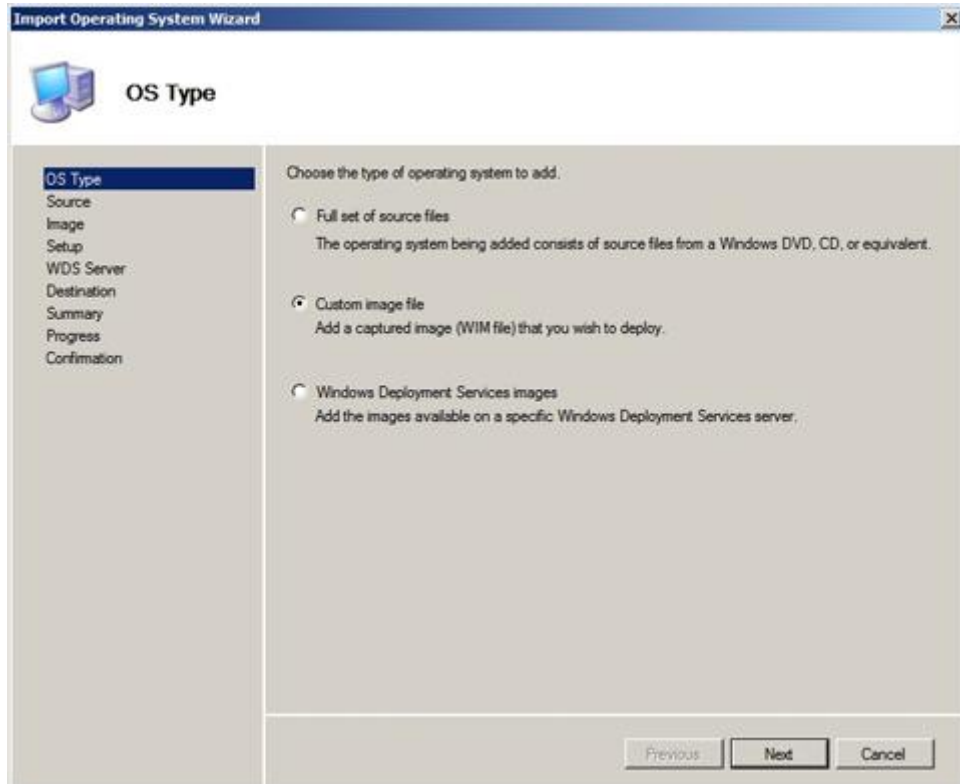 Import Operating System Wizard
OS Type
OS Type
Source
Image
Setup
WDS Server
Destination
Summary
Progress
Confirmation
Choose the type of operating system to add.
Full set of source files
The operating system being added consists of source files from a Windows DVD, CD, or equivalent.
Custom image file
Add a captured image (WIM file) that you wish to deploy.
Windows Deployment Services images
Add the images available on a specific Windows Deployment Services server.
Previous
Next
Cancel